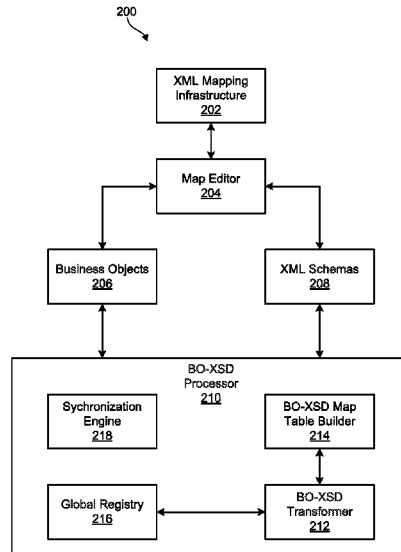 200
XML Mapping
Infrastructure
202
Map Editor
204
Business Objects
206
XML Schemas
208
BO-XSD
Processor
210
Sychronization
Engine
218
BO-XSD Map
Table Builder
214
Global Registry
216
BO-XSD
Transformer
212